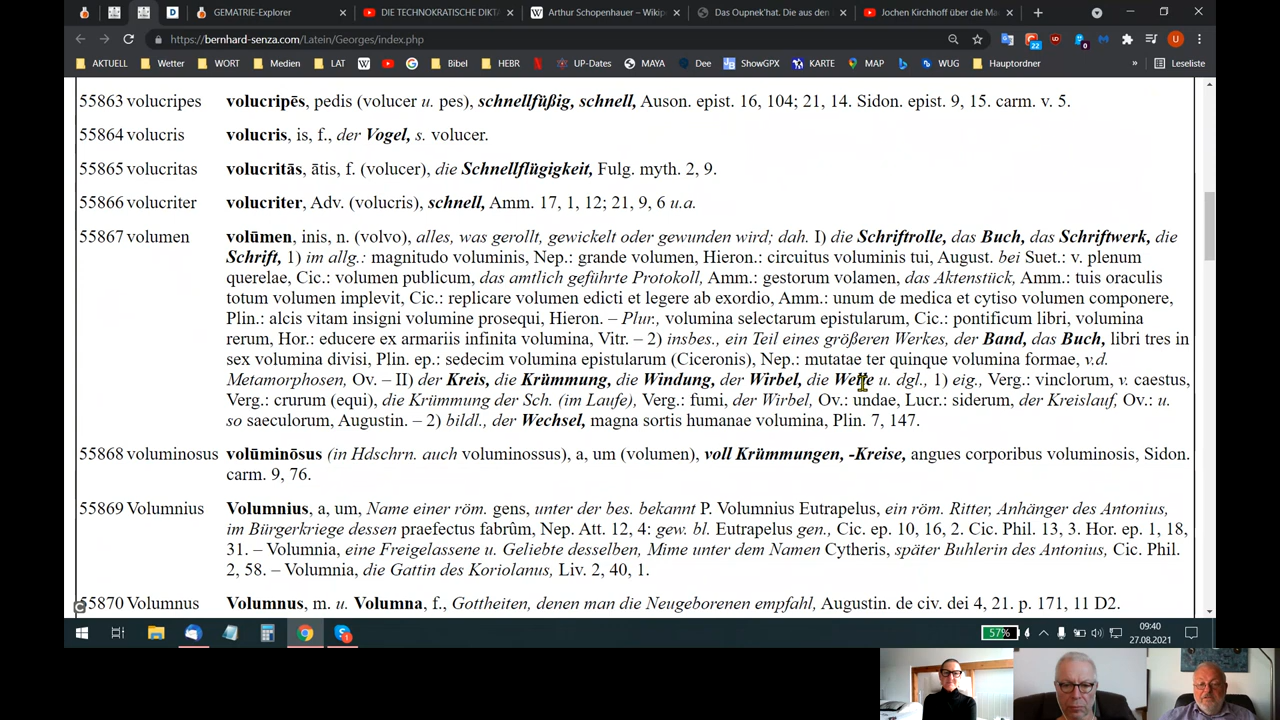 GEMATRIE-Explorer
DIE TECHNOKRATISCHE DIKT
Arthur Schopenhauer – Wikip
Das Oupnek'hat. Die aus den
Jochen Kirchhoff über die Ma
https://bernhard-senza.com/Latein/Georges/index.php
22
0
U
AKTUELL Wetter WORT Medien LAT HEBR Bibel UP-Dates MAYA Dee ShowGPX KARTE MAP WUG Hauptordner » Leseliste
55863 volucripes volucripēs, pedis (volucer u. pes), schnellfüßig, schnell, Auson. epist. 16, 104; 21, 14. Sidon. epist. 9, 15. carm. v. 5.
55864 volucris volucris, is, f., der Vogel, s. volucer.
55865 volucritas volucritās, ātis, f. (volucer), die Schnellflügigkeit, Fulg. myth. 2, 9.
55866 volucriter volucriter, Adv. (volucris), schnell, Amm. 17, 1, 12; 21, 9, 6 u.a.
55867 volumen volūmen, inis, n. (volvo), alles, was gerollt, gewickelt oder gewunden wird; dah. I) die Schriftrolle, das Buch, das Schriftwerk, die
Schrift, 1) im allg.: magnitudo voluminis, Nep.: grande volumen, Hieron.: circuitus voluminis tui, August. bei Suet.: v. plenum
querelae, Cic.: volumen publicum, das amtlich geführte Protokoll, Amm.: gestorum volamen, das Aktenstück, Amm.: tuis oraculis
totum volumen implevit, Cic.: replicare volumen edicti et legere ab exordio, Amm.: unum de medica et cytiso volumen componere,
Plin.: alcis vitam insigni volumine prosequi, Hieron. – Plur., volumina selectarum epistularum, Cic.: pontificum libri, volumina
rerum, Hor.: educere ex armariis infinita volumina, Vitr. – 2) insbes., ein Teil eines größeren Werkes, der Band, das Buch, libri tres in
sex volumina divisi, Plin. ep.: sedecim volumina epistularum (Ciceronis), Nep.: mutatae ter quinque volumina formae, v.d.
Metamorphosen, Ov. – II) der Kreis, die Krümmung, die Windung, der Wirbel, die Welle u. dgl., 1) eig., Verg.: vinclorum, v. caestus,
Verg.: crurum (equi), die Krümmung der Sch. (im Laufe), Verg.: fumi, der Wirbel, Ov.: undae, Lucr.: siderum, der Kreislauf, Ov.: u.
so saeculorum, Augustin. – 2) bildl., der Wechsel, magna sortis humanae volumina, Plin. 7, 147.
55868 voluminosus volūminōsus (in Hdschrn. auch voluminossus), a, um (volumen), voll Krümmungen, -Kreise, angues corporibus voluminosis, Sidon.
carm. 9, 76.
55869 Volumnius Volumnius, a, um, Name einer röm. gens, unter der bes. bekannt P. Volumnius Eutrapelus, ein röm. Ritter, Anhänger des Antonius,
im Bürgerkriege dessen praefectus fabrûm, Nep. Att. 12, 4: gew. bl. Eutrapelus gen., Cic. ep. 10, 16, 2. Cic. Phil. 13, 3. Hor. ep. 1, 18,
31. – Volumnia, eine Freigelassene u. Geliebte desselben, Mime unter dem Namen Cytheris, später Buhlerin des Antonius, Cic. Phil.
2, 58. – Volumnia, die Gattin des Koriolanus, Liv. 2, 40, 1.
55870 Volumnus Volumnus, m. u. Volumna, f., Gottheiten, denen man die Neugeborenen empfahl, Augustin. de civ. dei 4, 21. p. 171, 11 D2.
57%
09:40
27.08.2021